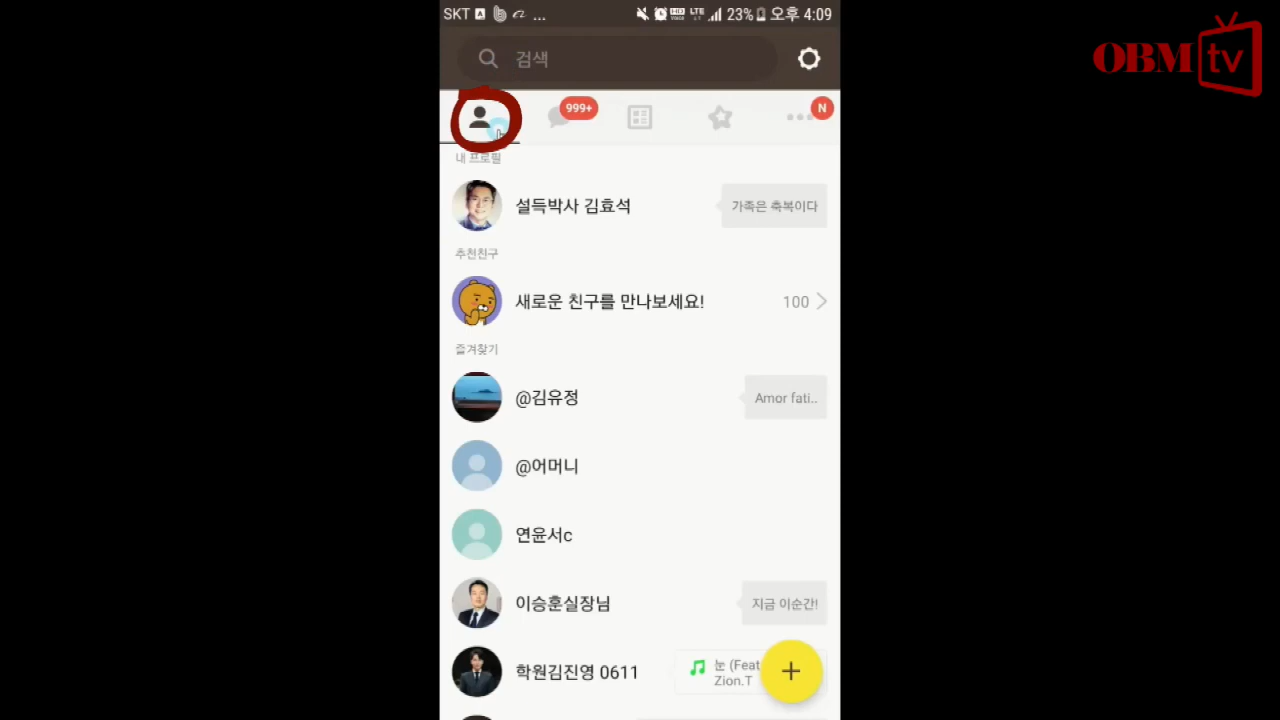 SKT
...
LTE
23%
오후 4:09
OBM tv
검색
999+
N
내 프로필
설득박사 김효석
가족은 축복이다
추천친구
새로운 친구를 만나보세요!
100
즐겨찾기
@김유정
Amor fati..
@어머니
연윤서c
이승훈실장님
지금 이순간!
학원김진영 0611
눈 (Feat
Zion.T
+